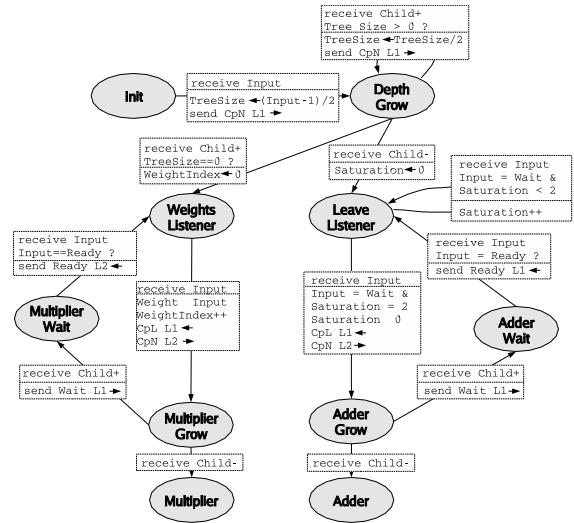 receive Child+
Tree Size > 0 ?
TreeSize ← TreeSize/2
send CpN L1 →
Init
receive Input
TreeSize ← (Input-1)/2
send CpN L1 →
Depth
Grow
receive Child+
TreeSize==0 ?
WeightIndex ← 0
receive Child-
Saturation ← 0
receive Input
Input = Wait &
Saturation < 2
Saturation++
Weights
Listener
Leave
Listener
receive Input
Input==Ready ?
send Ready L2 ←
receive Input
Input = Ready ?
send Ready L1 ←
receive Input
Weight Input
WeightIndex++
CpL L1 ←
CpN L2 →
receive Input
Input = Wait &
Saturation = 2
Saturation 0
CpL L1 ←
CpN L2 →
Multiplier
Wait
Adder
Wait
receive Child+
send Wait L1 →
receive Child+
send Wait L1 →
Multiplier
Grow
Adder
Grow
receive Child-
receive Child-
Multiplier
Adder